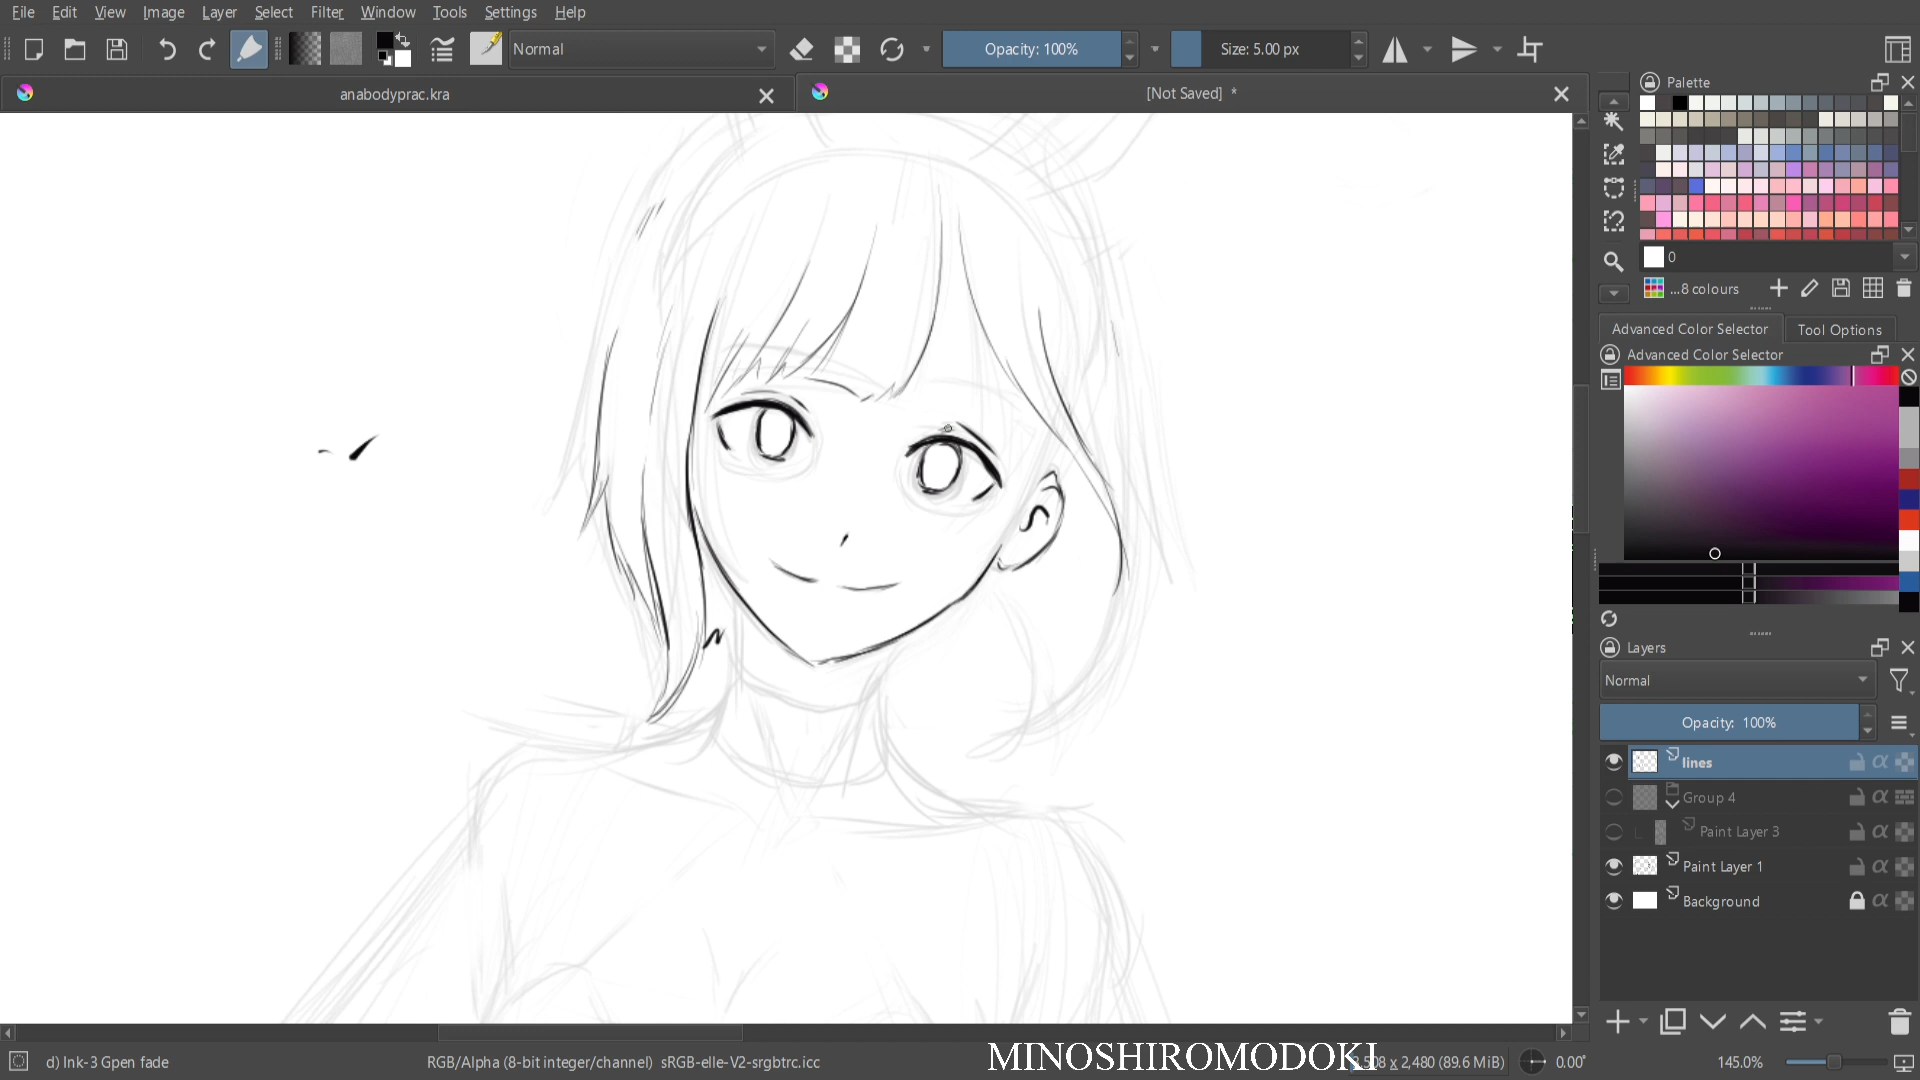 File Edit View Image Layer Select Filter Window Tools Settings Help
Normal
Opacity: 100%
Size: 5.00 px
anabodyprac.kra
[Not Saved] *
Palette
0
...8 colours
Advanced Color Selector
Tool Options
Advanced Color Selector
Layers
Normal
Opacity: 100%
lines
Group 4
Paint Layer 3
Paint Layer 1
Background
d) Ink-3 Gpen fade
RGB/Alpha (8-bit integer/channel) sRGB-elle-V2-srgbtrc.icc
MINOSHIROMODOKI
x 2,480 (89.6 MiB)
0.00°
145.0%